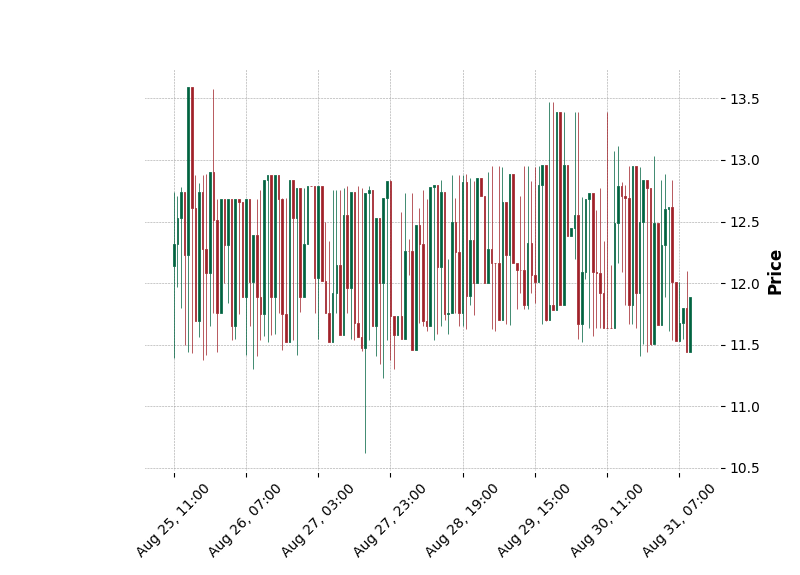 13.5
13.0
12.5
12.0
11.5
11.0
10.5
Price
Aug 25, 11:00
Aug 26, 07:00
Aug 27, 03:00
Aug 27, 23:00
Aug 28, 19:00
Aug 29, 15:00
Aug 30, 11:00
Aug 31, 07:00